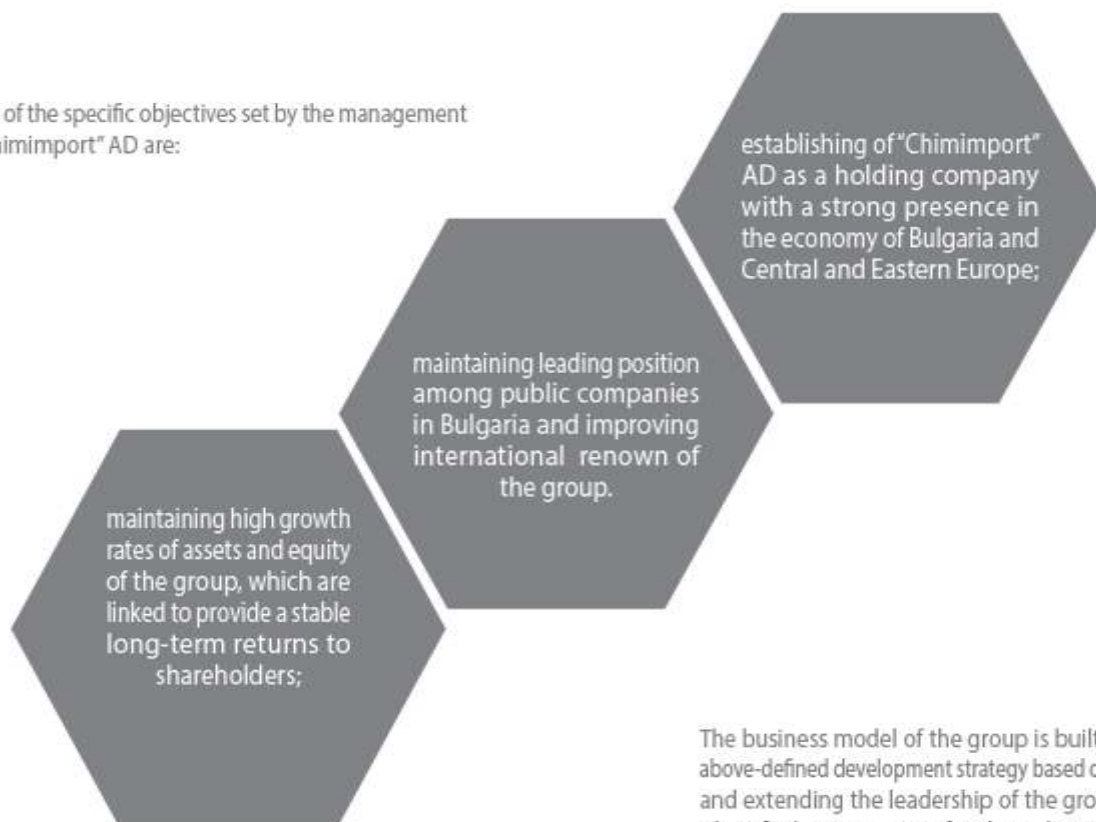 of the specific objectives set by the management
AD are:
establishing of "Chimimport"
AD as a holding company
with a strong presence in
the economy of Bulgaria and
Central and Eastern Europe;
maintaining leading position
among public companies
in Bulgaria and improving
international renown of
the group.
maintaining high growth
rates of assets and equity
of the group, which are
linked to provide a stable
long-term returns to
shareholders;
The business model of the group is built
above-defined development strategy based
and extending the leadership of the